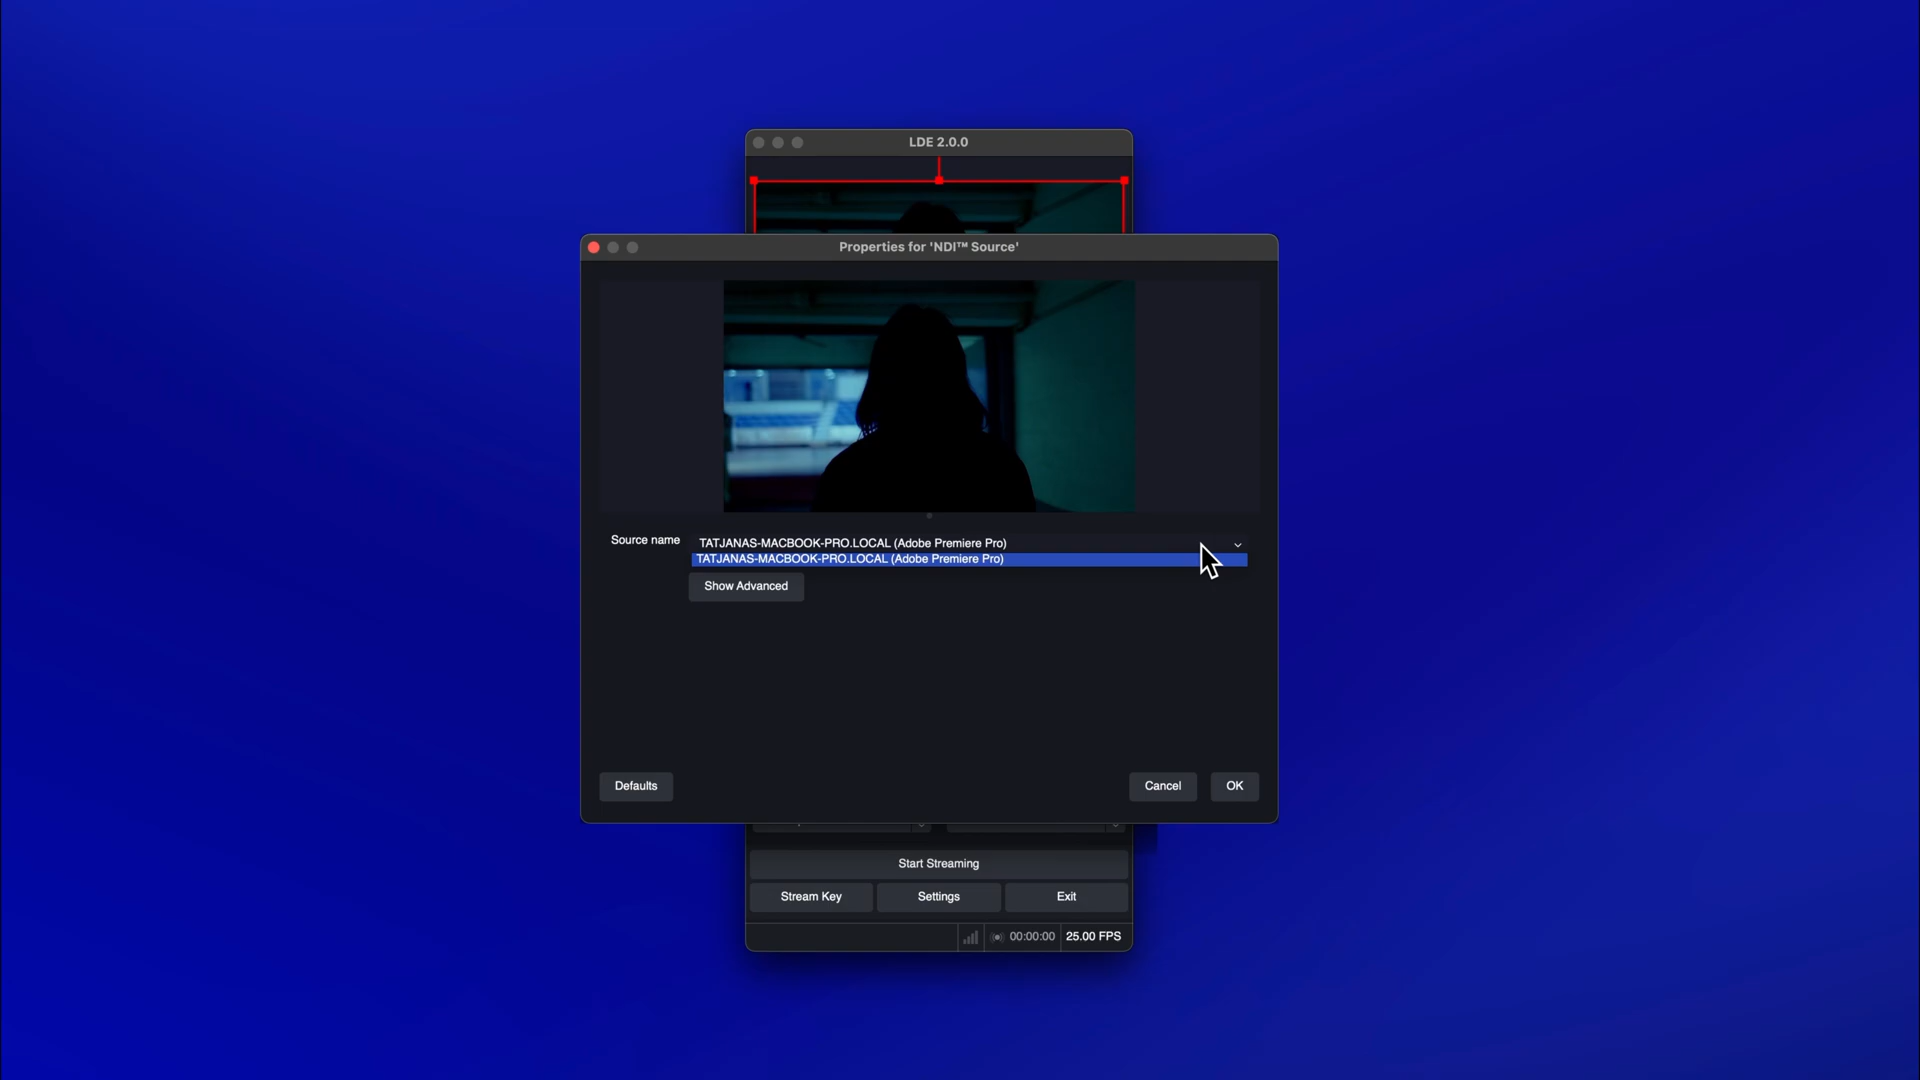 LDE 2.0.0
Properties for 'NDI™ Source'
Source name
TATJANAS-MACBOOK-PRO.LOCAL (Adobe Premiere Pro)
TATJANAS-MACBOOK-PRO.LOCAL (Adobe Premiere Pro)
Show Advanced
Defaults
Cancel
OK
Start Streaming
Stream Key
Settings
Exit
00:00:00
25.00 FPS